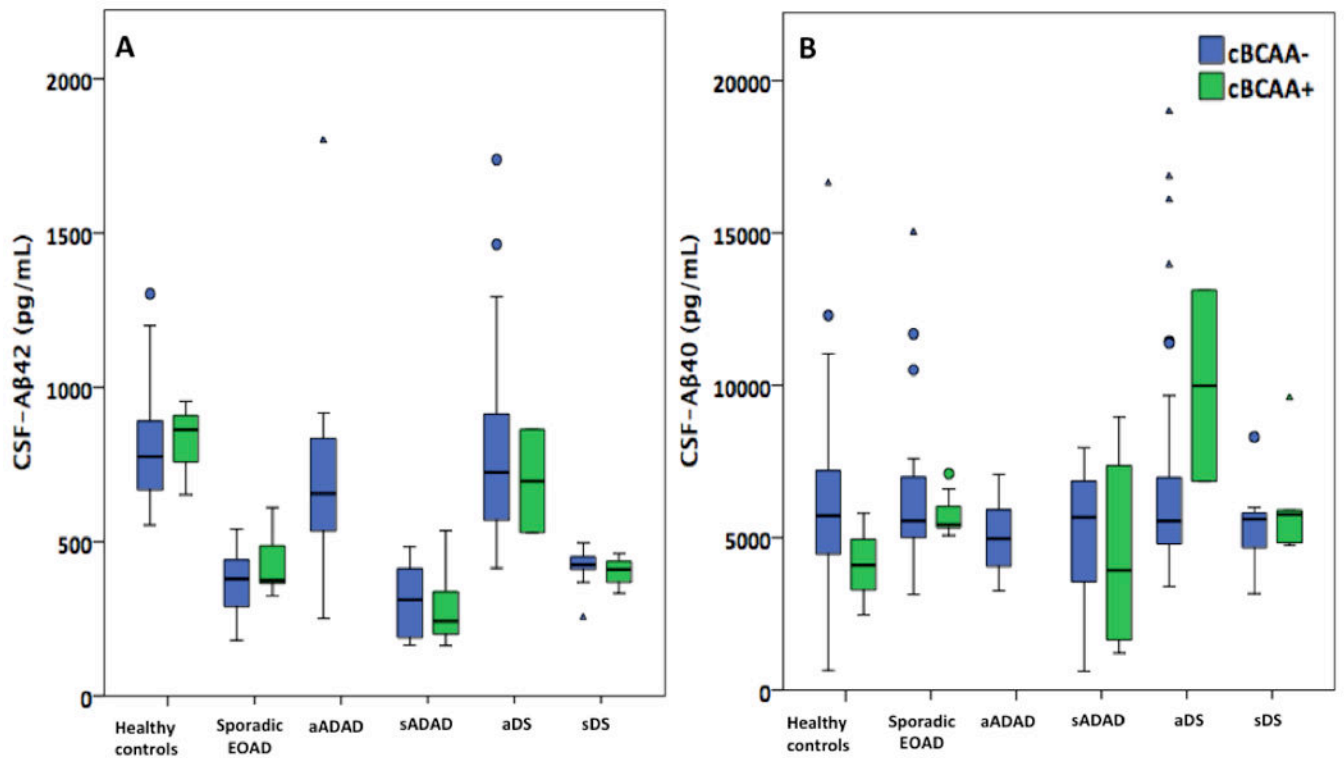 A
CSF-Aβ42 (pg/mL)
2000
1500
1000
500
0
Healthy
controls
Sporadic
EOAD
aADAD
sADAD
aDS
sDS
B
cBCAA-
cBCAA+
CSF-Aβ40 (pg/mL)
20000
15000
10000
5000
0
Healthy
controls
Sporadic
EOAD
aADAD
sADAD
aDS
sDS